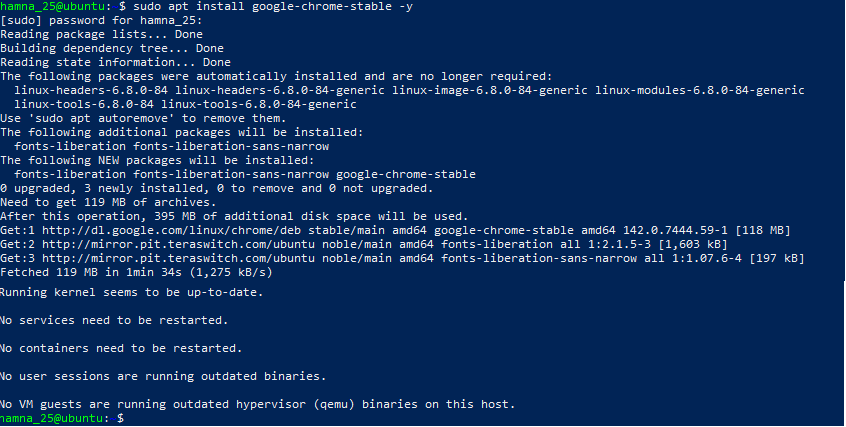 hamna_25@ubuntu: $ sudo apt install google-chrome-stable -y
[sudo] password for hamna_25:
Reading package lists... Done
Building dependency tree... Done
Reading state information... Done
The following packages were automatically installed and are no longer required:
  linux-headers-6.8.0-84 linux-headers-6.8.0-84-generic linux-image-6.8.0-84-generic linux-modules-6.8.0-84-generic
  linux-tools-6.8.0-84 linux-tools-6.8.0-84-generic
Use 'sudo apt autoremove' to remove them.
The following additional packages will be installed:
  fonts-liberation fonts-liberation-sans-narrow
The following NEW packages will be installed:
  fonts-liberation fonts-liberation-sans-narrow google-chrome-stable
0 upgraded, 3 newly installed, 0 to remove and 0 not upgraded.
Need to get 119 MB of archives.
After this operation, 395 MB of additional disk space will be used.
Get:1 http://dl.google.com/linux/chrome/deb stable/main amd64 google-chrome-stable amd64 142.0.7444.59-1 [118 MB]
Get:2 http://mirror.pit.teraswitch.com/ubuntu noble/main amd64 fonts-liberation all 1:2.1.5-3 [1,603 kB]
Get:3 http://mirror.pit.teraswitch.com/ubuntu noble/main amd64 fonts-liberation-sans-narrow all 1:1.07.6-4 [197 kB]
Fetched 119 MB in 1min 34s (1,275 kB/s)
Running kernel seems to be up-to-date.
No services need to be restarted.
No containers need to be restarted.
No user sessions are running outdated binaries.
No VM guests are running outdated hypervisor (qemu) binaries on this host.
hamna_25@ubuntu: $